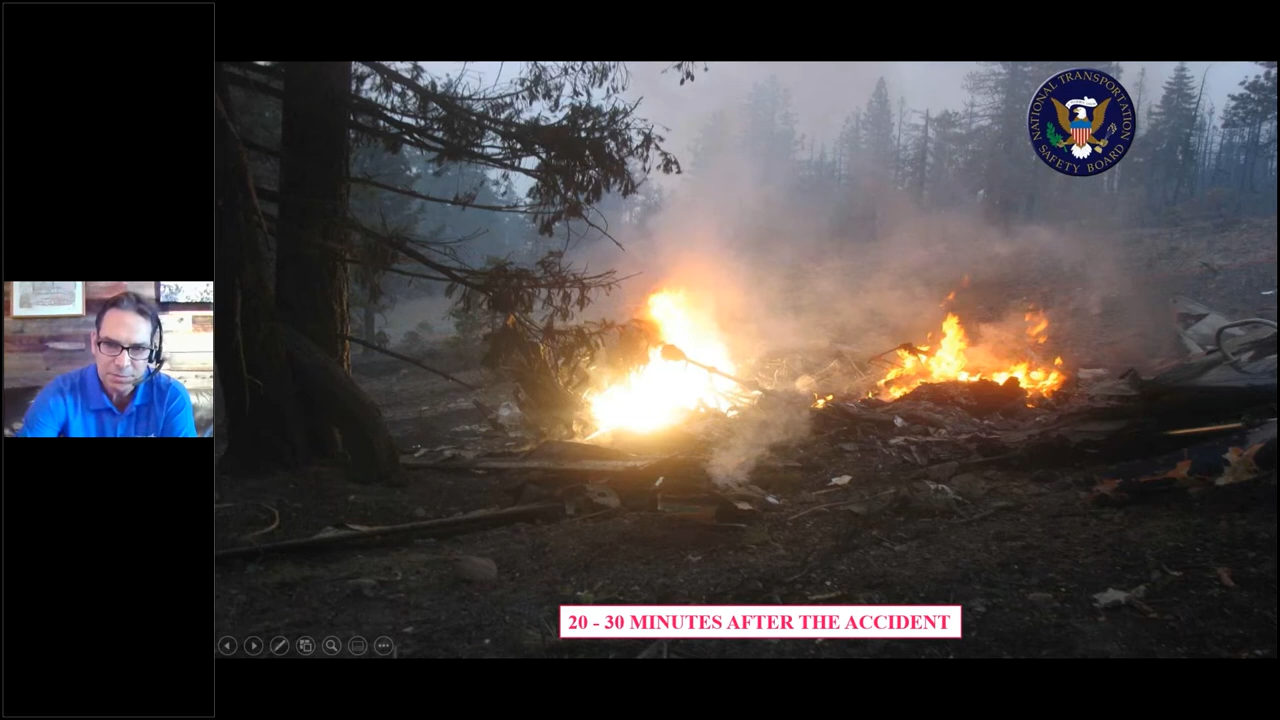 NATIONAL TRANSPORTATION
SAFETY BOARD
20 - 30 MINUTES AFTER THE ACCIDENT